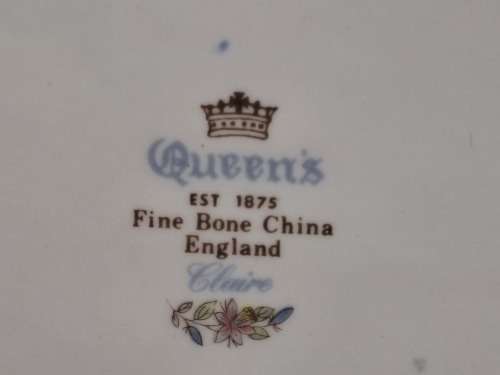 Queen's
EST 1875
Fine Bone China
England
Claire